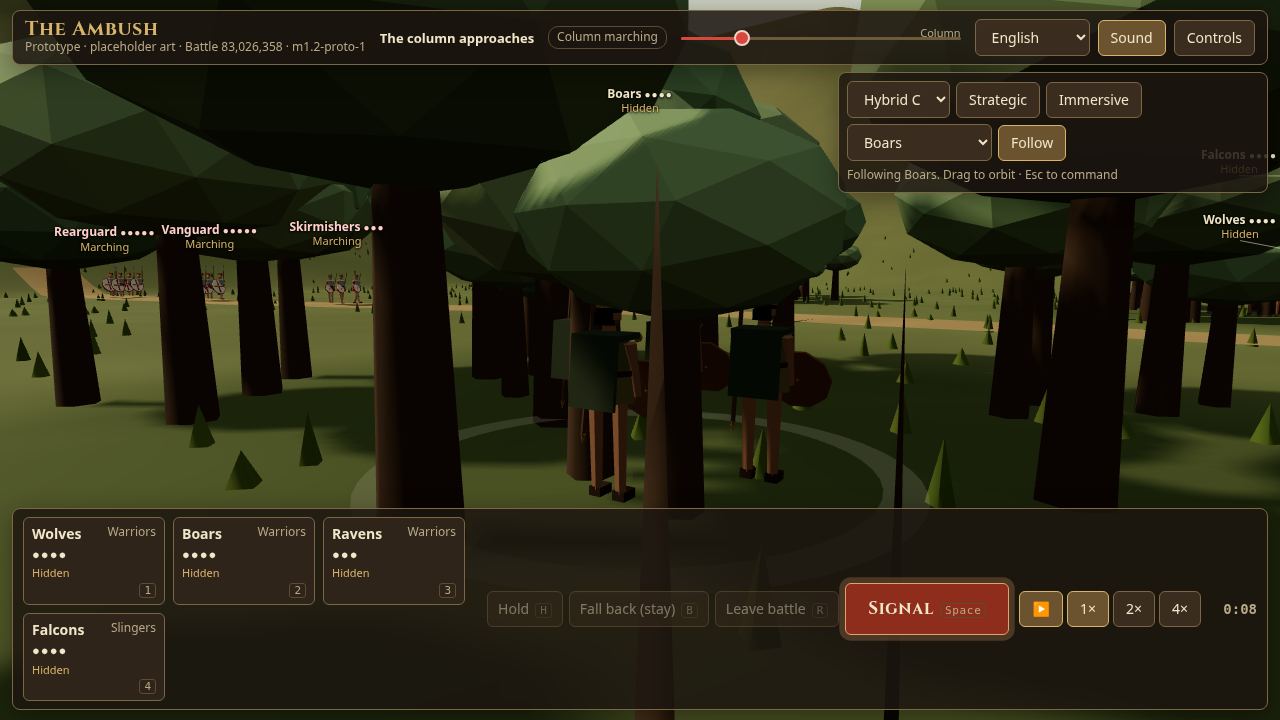 The Ambush
Prototype · placeholder art · Battle 83,026,358 · m1.2-proto-1
The column approaches
Column marching
Column
English
Sound
Controls
Hybrid C
Strategic
Immersive
Boars
Follow
Following Boars. Drag to orbit · Esc to command
Boars
Hidden
Falcons
Hidden
Wolves
Hidden
Rearguard
Marching
Vanguard
Marching
Skirmishers
Marching
Wolves Warriors
Hidden
1
Boars Warriors
Hidden
2
Ravens Warriors
Hidden
3
Falcons Slingers
Hidden
4
Hold H
Fall back (stay) B
Leave battle R
Signal Space
1×
2×
4×
0:08